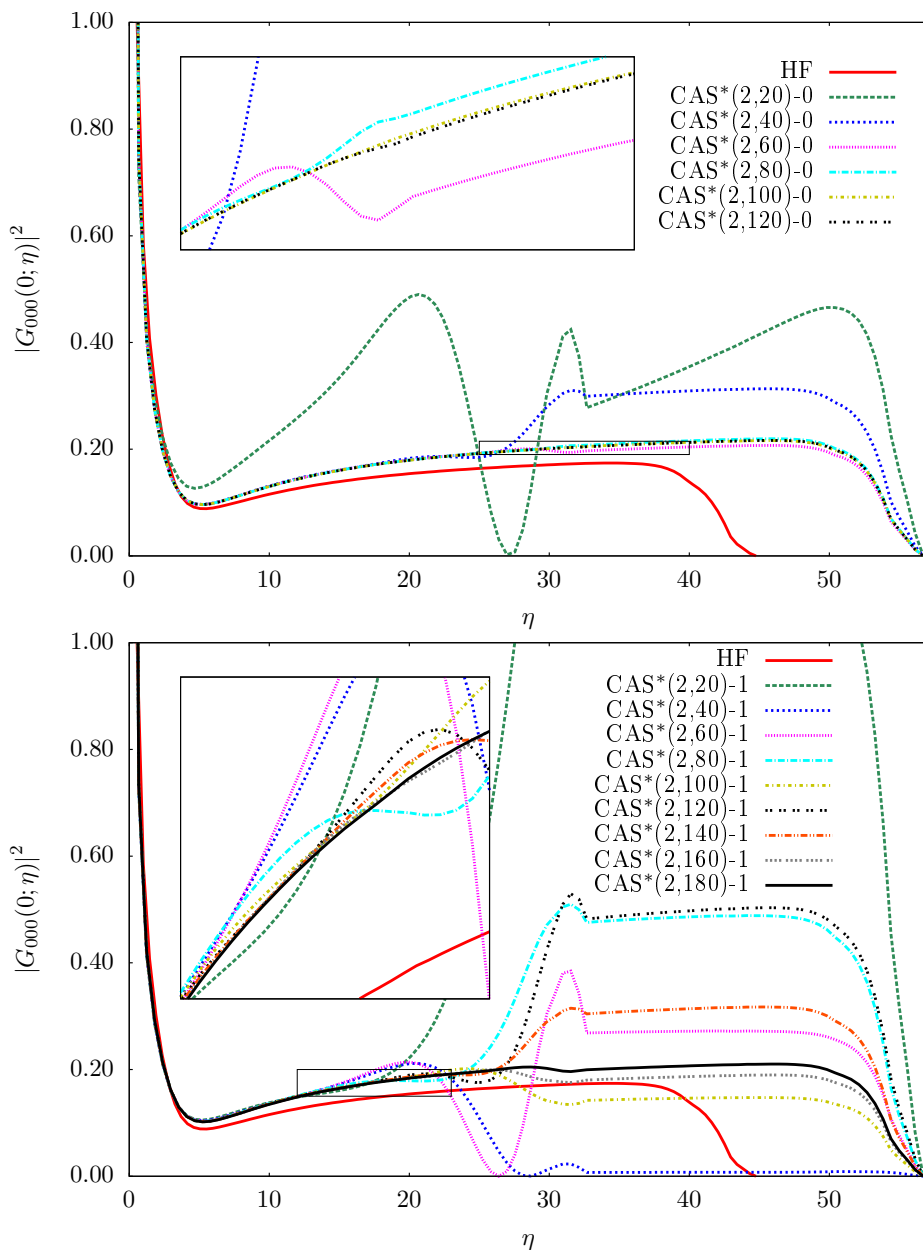 1.00
0.80
0.60
0.40
0.20
0.00
|G₀₀₀(0; η)|²
0 10 20 30 40 50
η
HF
CAS*(2,20)-0
CAS*(2,40)-0
CAS*(2,60)-0
CAS*(2,80)-0
CAS*(2,100)-0
CAS*(2,120)-0
1.00
0.80
0.60
0.40
0.20
0.00
|G₀₀₀(0; η)|²
0 10 20 30 40 50
η
HF
CAS*(2,20)-1
CAS*(2,40)-1
CAS*(2,60)-1
CAS*(2,80)-1
CAS*(2,100)-1
CAS*(2,120)-1
CAS*(2,140)-1
CAS*(2,160)-1
CAS*(2,180)-1